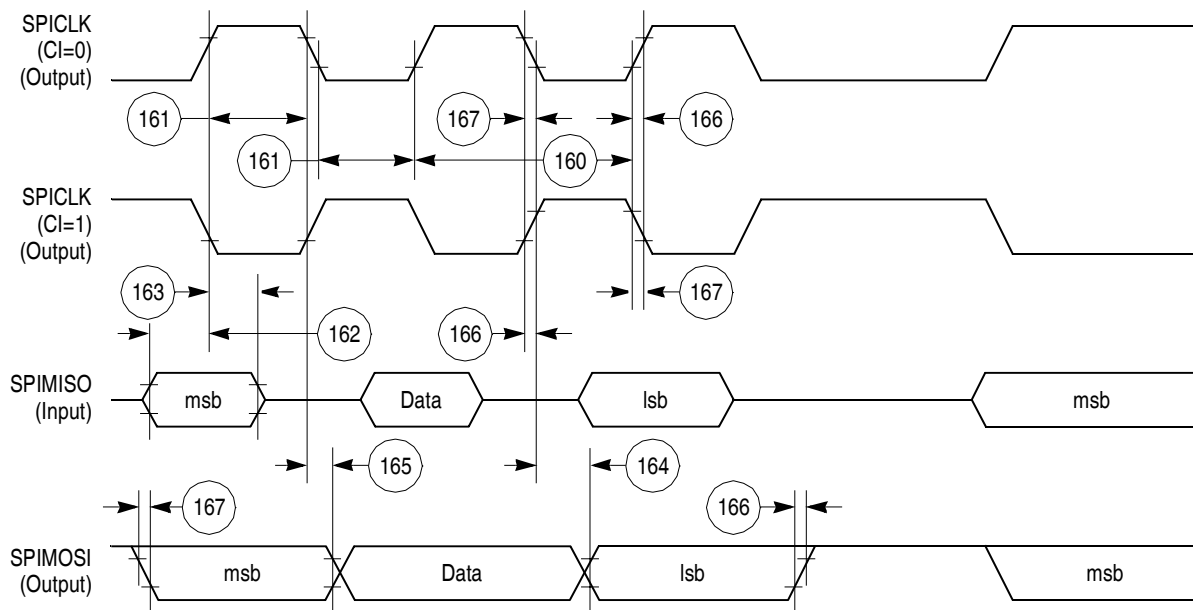 SPICLK
(CI=0)
(Output)
161
167
166
161
160
SPICLK
(CI=1)
(Output)
163
167
162
166
SPIMISO
(Input)
msb
Data
lsb
msb
165
164
167
166
SPIMOSI
(Output)
msb
Data
lsb
msb